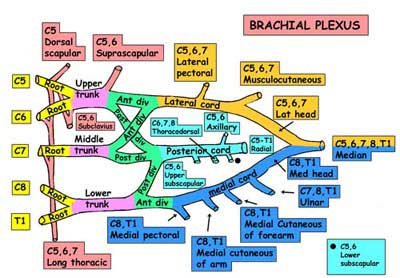 BRACHIAL PLEXUS
C5
Dorsal
scapular
C5,6
Suprascapular
C5,6,7
Lateral
pectoral
C5,6,7
Musculocutaneous
C5
Root
Upper
trunk
Ant div
Lateral cord
C5,6,7
Lat head
C6
Root
C5,6
Subclavius
Post div
Ant div
C6,7,8
Thoracodorsal
C5,6
Axillary
C7
Root
Middle
trunk
Post div
Posterior cord
C5-T1
Radial
C5,6,7,8,T1
Median
C5,6
Upper
subscapular
C8,T1
Med head
C8
Root
Lower
trunk
Post div
Ant div
medial cord
C7,8,T1
Ulnar
T1
Root
C8,T1
Medial pectoral
C8,T1
Medial Cutaneous
of forearm
C8,T1
Medial cutaneous
of arm
C5,6,7
Long thoracic
C5,6
Lower
subscapular